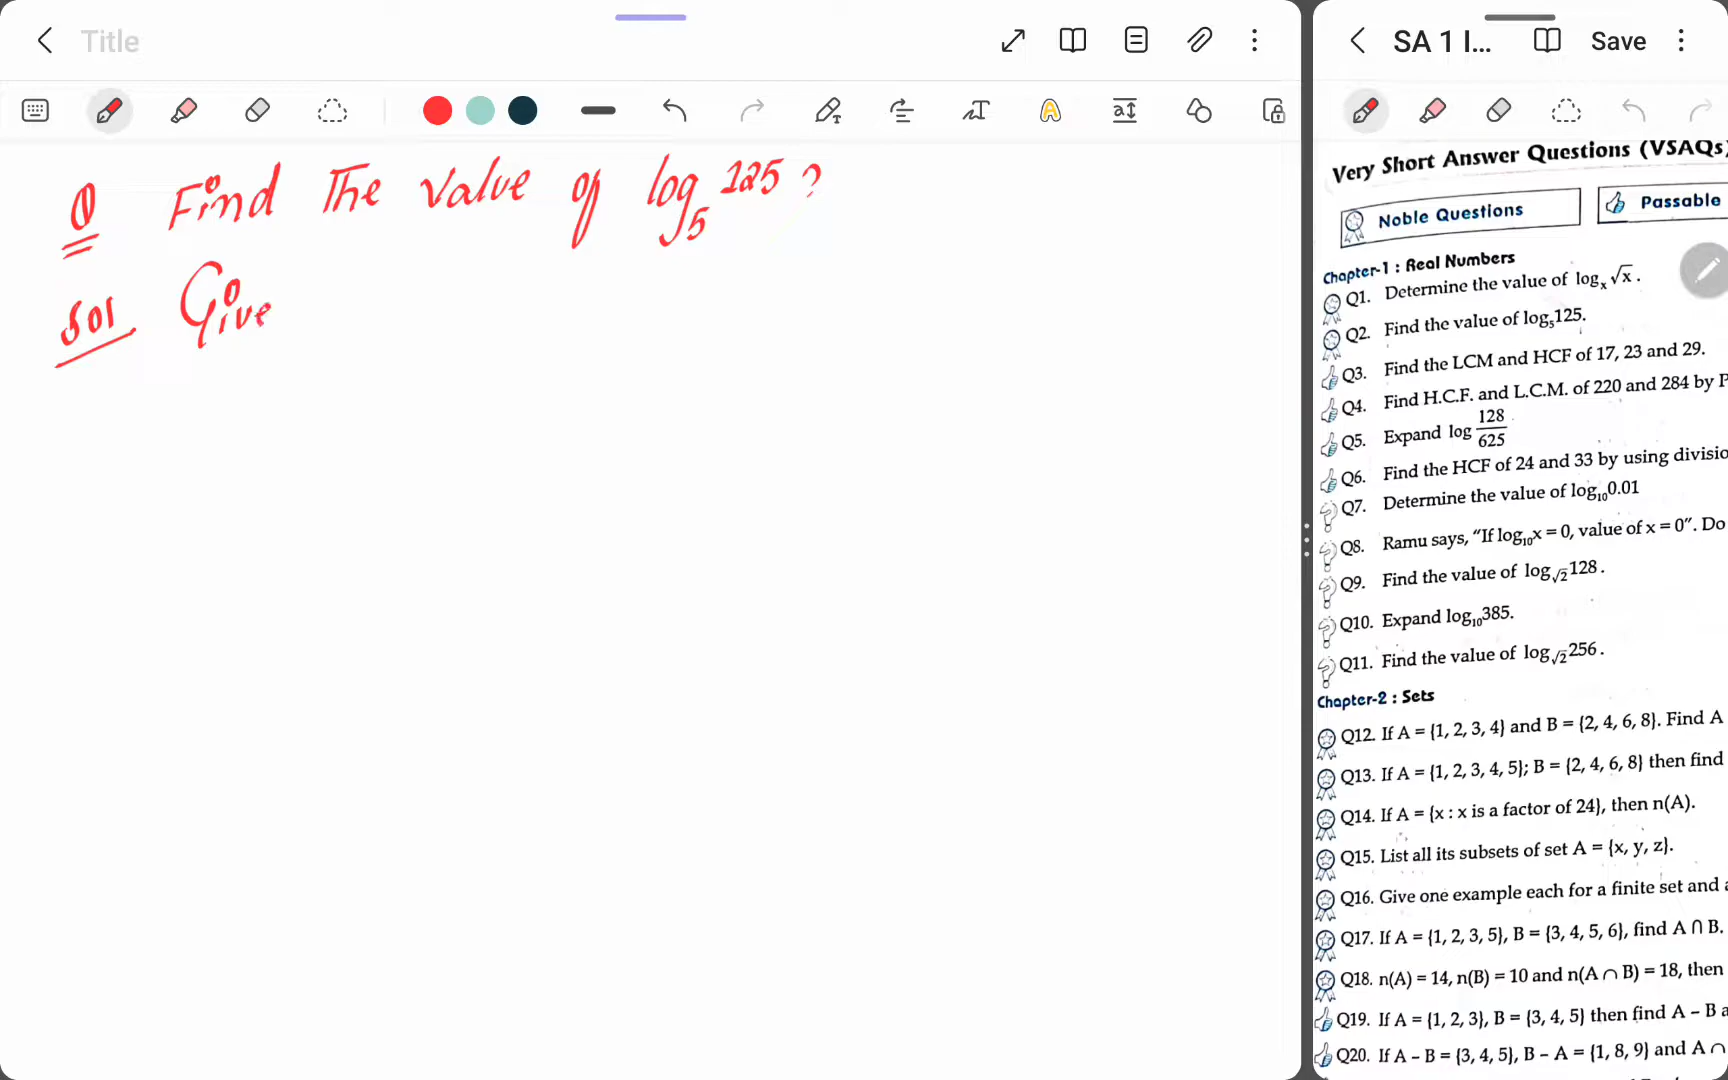 Title
Q Find The Value of log₅ 125 ?
Sol Give
SA 1 I... Save
Very Short Answer Questions (VSAQs)
Noble Questions Passable
Chapter-1 : Real Numbers
Q1. Determine the value of logₓ√x.
Q2. Find the value of log₅125.
Q3. Find the LCM and HCF of 17, 23 and 29.
Q4. Find H.C.F. and L.C.M. of 220 and 284 by P
Q5. Expand log 128/625
Q6. Find the HCF of 24 and 33 by using divisio
Q7. Determine the value of log₁₀0.01
Q8. Ramu says, "If log₁₀x = 0, value of x = 0". Do
Q9. Find the value of log√2 128.
Q10. Expand log₁₀385.
Q11. Find the value of log√2 256.
Chapter-2 : Sets
Q12. If A = {1, 2, 3, 4} and B = {2, 4, 6, 8}. Find A
Q13. If A = {1, 2, 3, 4, 5}; B = {2, 4, 6, 8} then find
Q14. If A = {x : x is a factor of 24}, then n(A).
Q15. List all its subsets of set A = {x, y, z}.
Q16. Give one example each for a finite set and a
Q17. If A = {1, 2, 3, 5}, B = {3, 4, 5, 6}, find A ∩ B.
Q18. n(A) = 14, n(B) = 10 and n(A ∩ B) = 18, then
Q19. If A = {1, 2, 3}, B = {3, 4, 5} then find A – B a
Q20. If A – B = {3, 4, 5}, B – A = {1, 8, 9} and A ∩